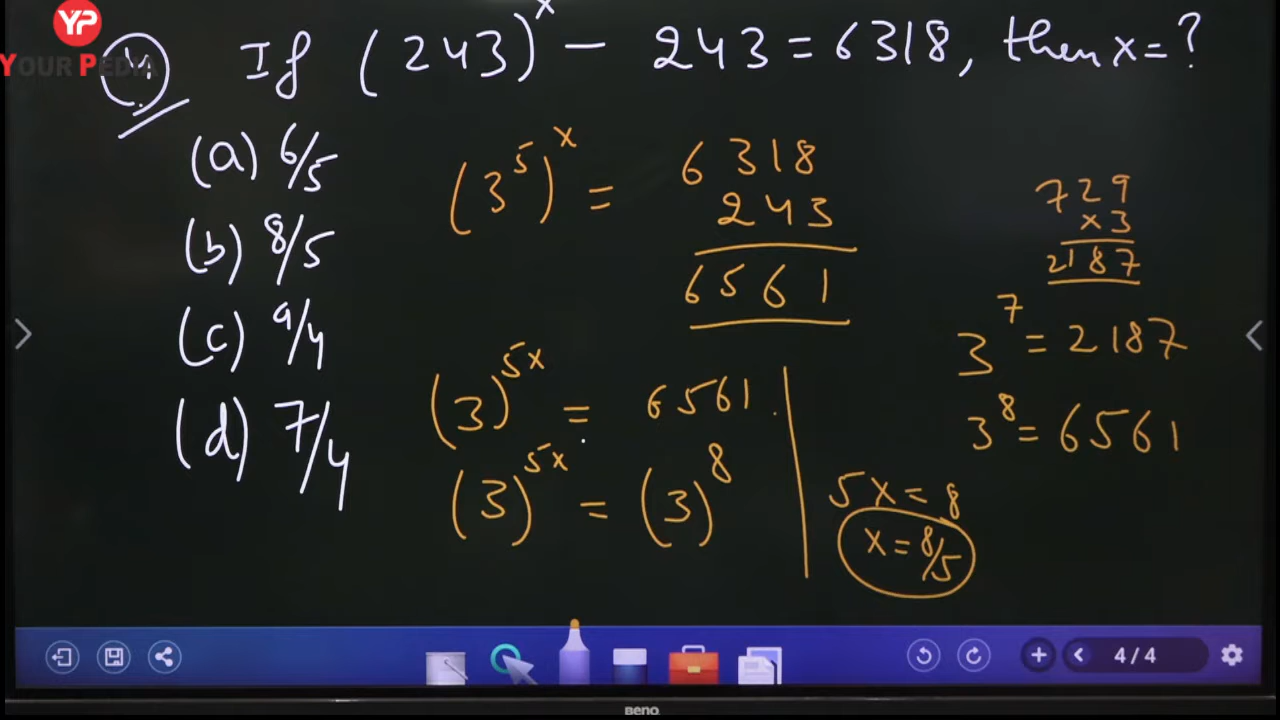 YP
YOUR PEDIA
If (243)^x - 243 = 6318, then x = ?
(a) 6/5
(b) 8/5
(c) 9/4
(d) 7/4
(3^5)^x = 6318
243
6561
(3)^5x = 6561.
(3)^5x = (3)^8
729
×3
2187
3^7 = 2187
3^8 = 6561
5x = 8
x = 8/5
4/4
BenQ